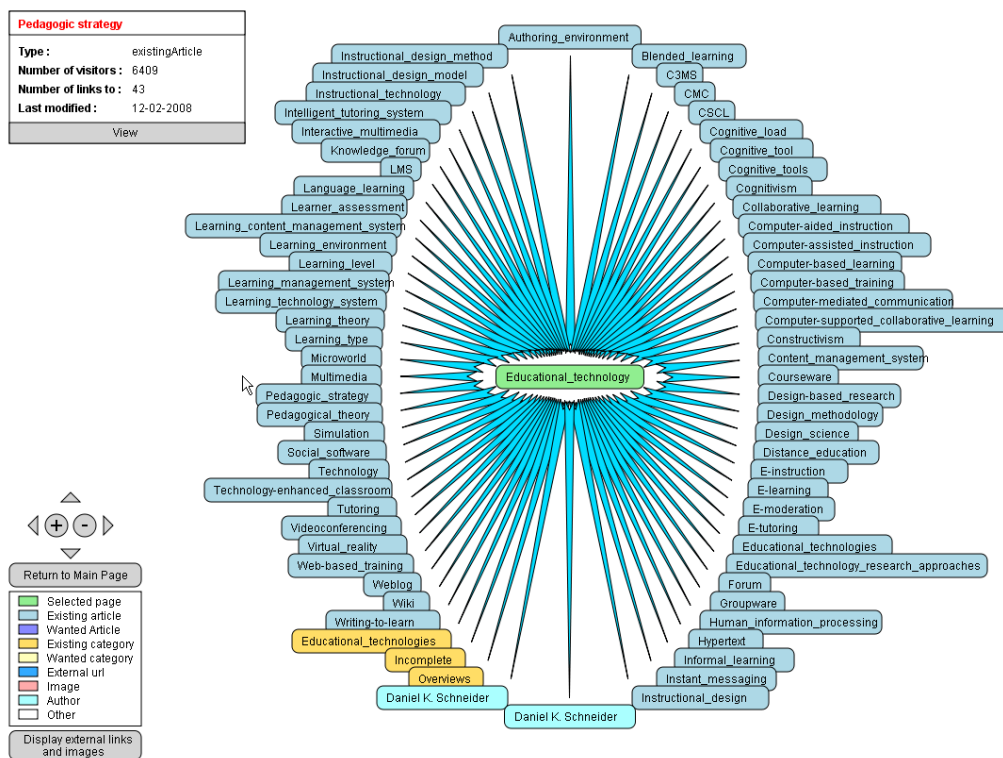 Pedagogic strategy
Type : existingArticle
Number of visitors : 6409
Number of links to : 43
Last modified : 12-02-2008
View
Authoring_environment
Instructional_design_method
Instructional_design_model
Instructional_technology
Intelligent_tutoring_system
Interactive_multimedia
Knowledge_forum
LMS
Language_learning
Learner_assessment
Learning_content_management_system
Learning_environment
Learning_level
Learning_management_system
Learning_technology_system
Learning_theory
Learning_type
Microworld
Multimedia
Pedagogic_strategy
Pedagogical_theory
Simulation
Social_software
Technology
Technology-enhanced_classroom
Tutoring
Videoconferencing
Virtual_reality
Web-based_training
Weblog
Wiki
Writing-to-learn
Educational_technologies
Incomplete
Overviews
Daniel K. Schneider
Daniel K. Schneider
Educational_technology
Blended_learning
C3MS
CMC
CSCL
Cognitive_load
Cognitive_tool
Cognitive_tools
Cognitivism
Collaborative_learning
Computer-aided_instruction
Computer-assisted_instruction
Computer-based_learning
Computer-based_training
Computer-mediated_communication
Computer-supported_collaborative_learning
Constructivism
Content_management_system
Courseware
Design-based_research
Design_methodology
Design_science
Distance_education
E-instruction
E-learning
E-moderation
E-tutoring
Educational_technologies
Educational_technology_research_approaches
Forum
Groupware
Human_information_processing
Hypertext
Informal_learning
Instant_messaging
Instructional_design
+ -
Return to Main Page
Selected page
Existing article
Wanted Article
Existing category
Wanted category
External url
Image
Author
Other
Display external links
and images